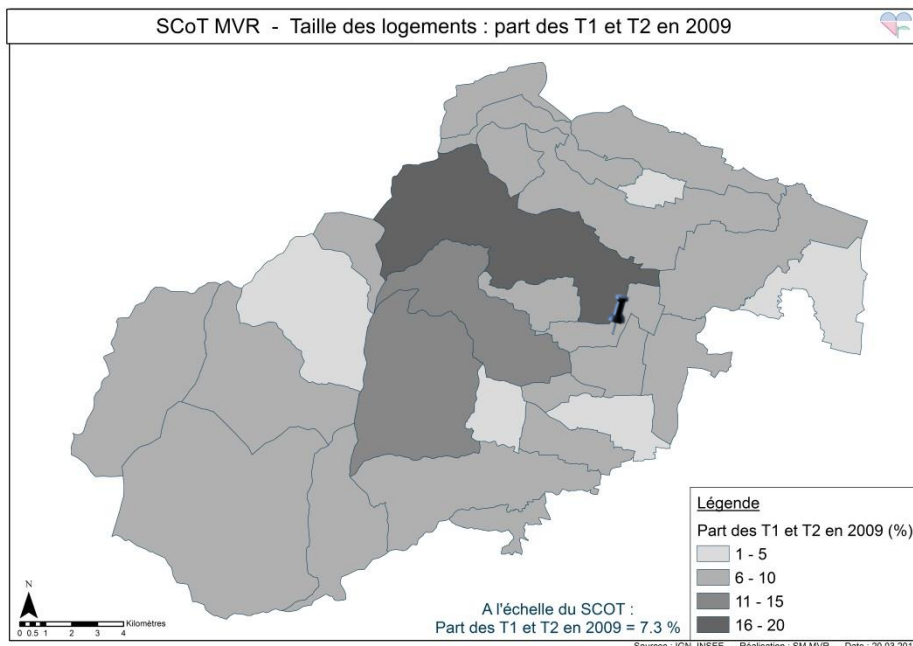 SCoT MVR - Taille des logements : part des T1 et T2 en 2009
Légende
Part des T1 et T2 en 2009 (%)
1 - 5
6 - 10
11 - 15
16 - 20
N
Kilomètres
0 0.5 1 2 3 4
A l'échelle du SCOT :
Part des T1 et T2 en 2009 = 7.3 %
Sources : IGN, INSEE Réalisation : SM MVR Date :